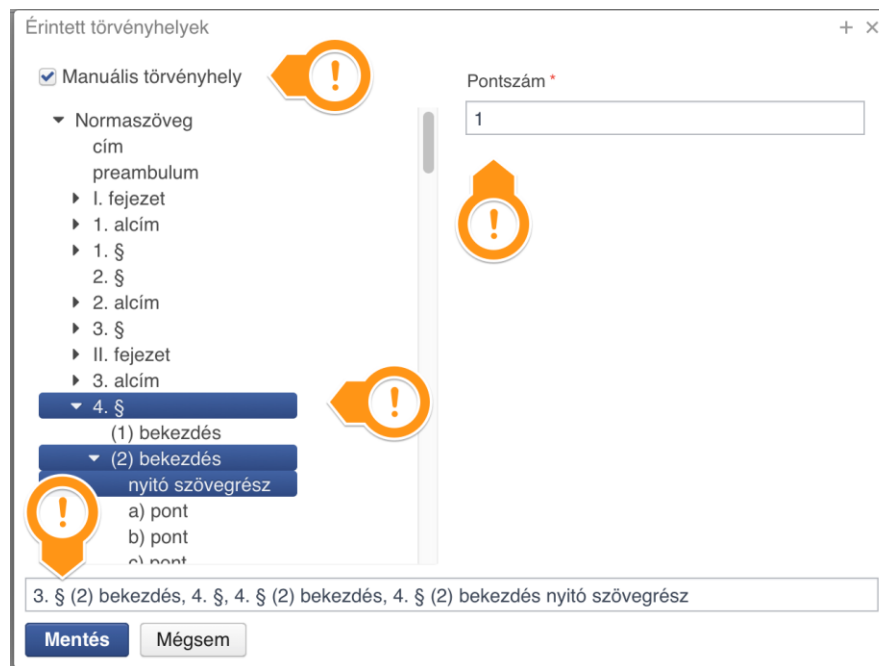 Érintett törvényhelyek
Manuális törvényhely
Pontszám *
1
Normaszöveg
cím
preambulum
I. fejezet
1. alcím
1. §
2. §
2. alcím
3. §
II. fejezet
3. alcím
4. §
(1) bekezdés
(2) bekezdés
nyitó szövegrész
a) pont
b) pont
c) pont
3. § (2) bekezdés, 4. §, 4. § (2) bekezdés, 4. § (2) bekezdés nyitó szövegrész
Mentés
Mégsem